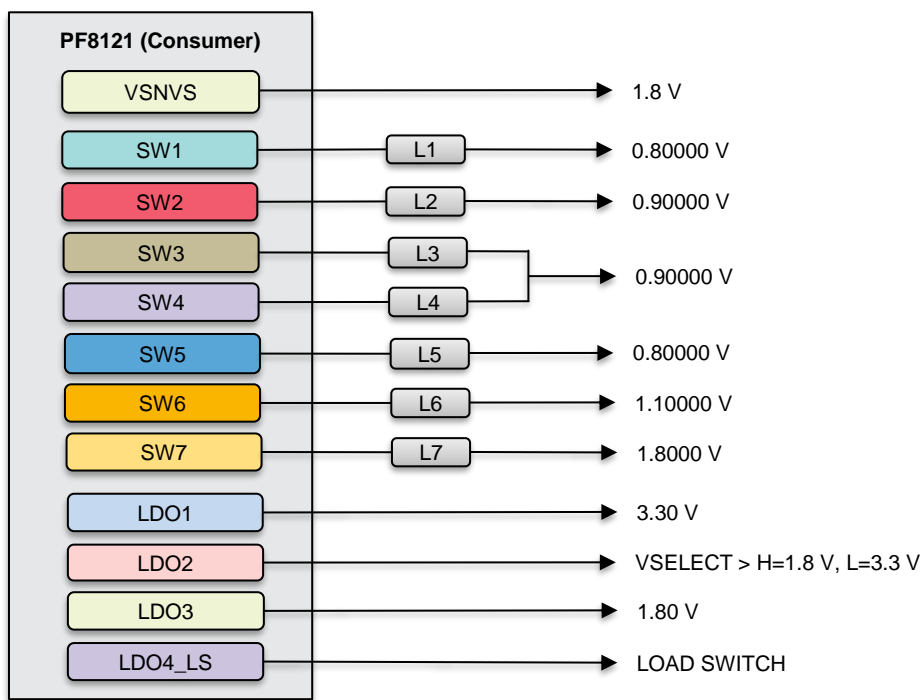 PF8121 (Consumer)
VSNVS 1.8 V
SW1 L1 0.80000 V
SW2 L2 0.90000 V
SW3 L3
0.90000 V
SW4 L4
SW5 L5 0.80000 V
SW6 L6 1.10000 V
SW7 L7 1.8000 V
LDO1 3.30 V
LDO2 VSELECT > H=1.8 V, L=3.3 V
LDO3 1.80 V
LDO4_LS LOAD SWITCH